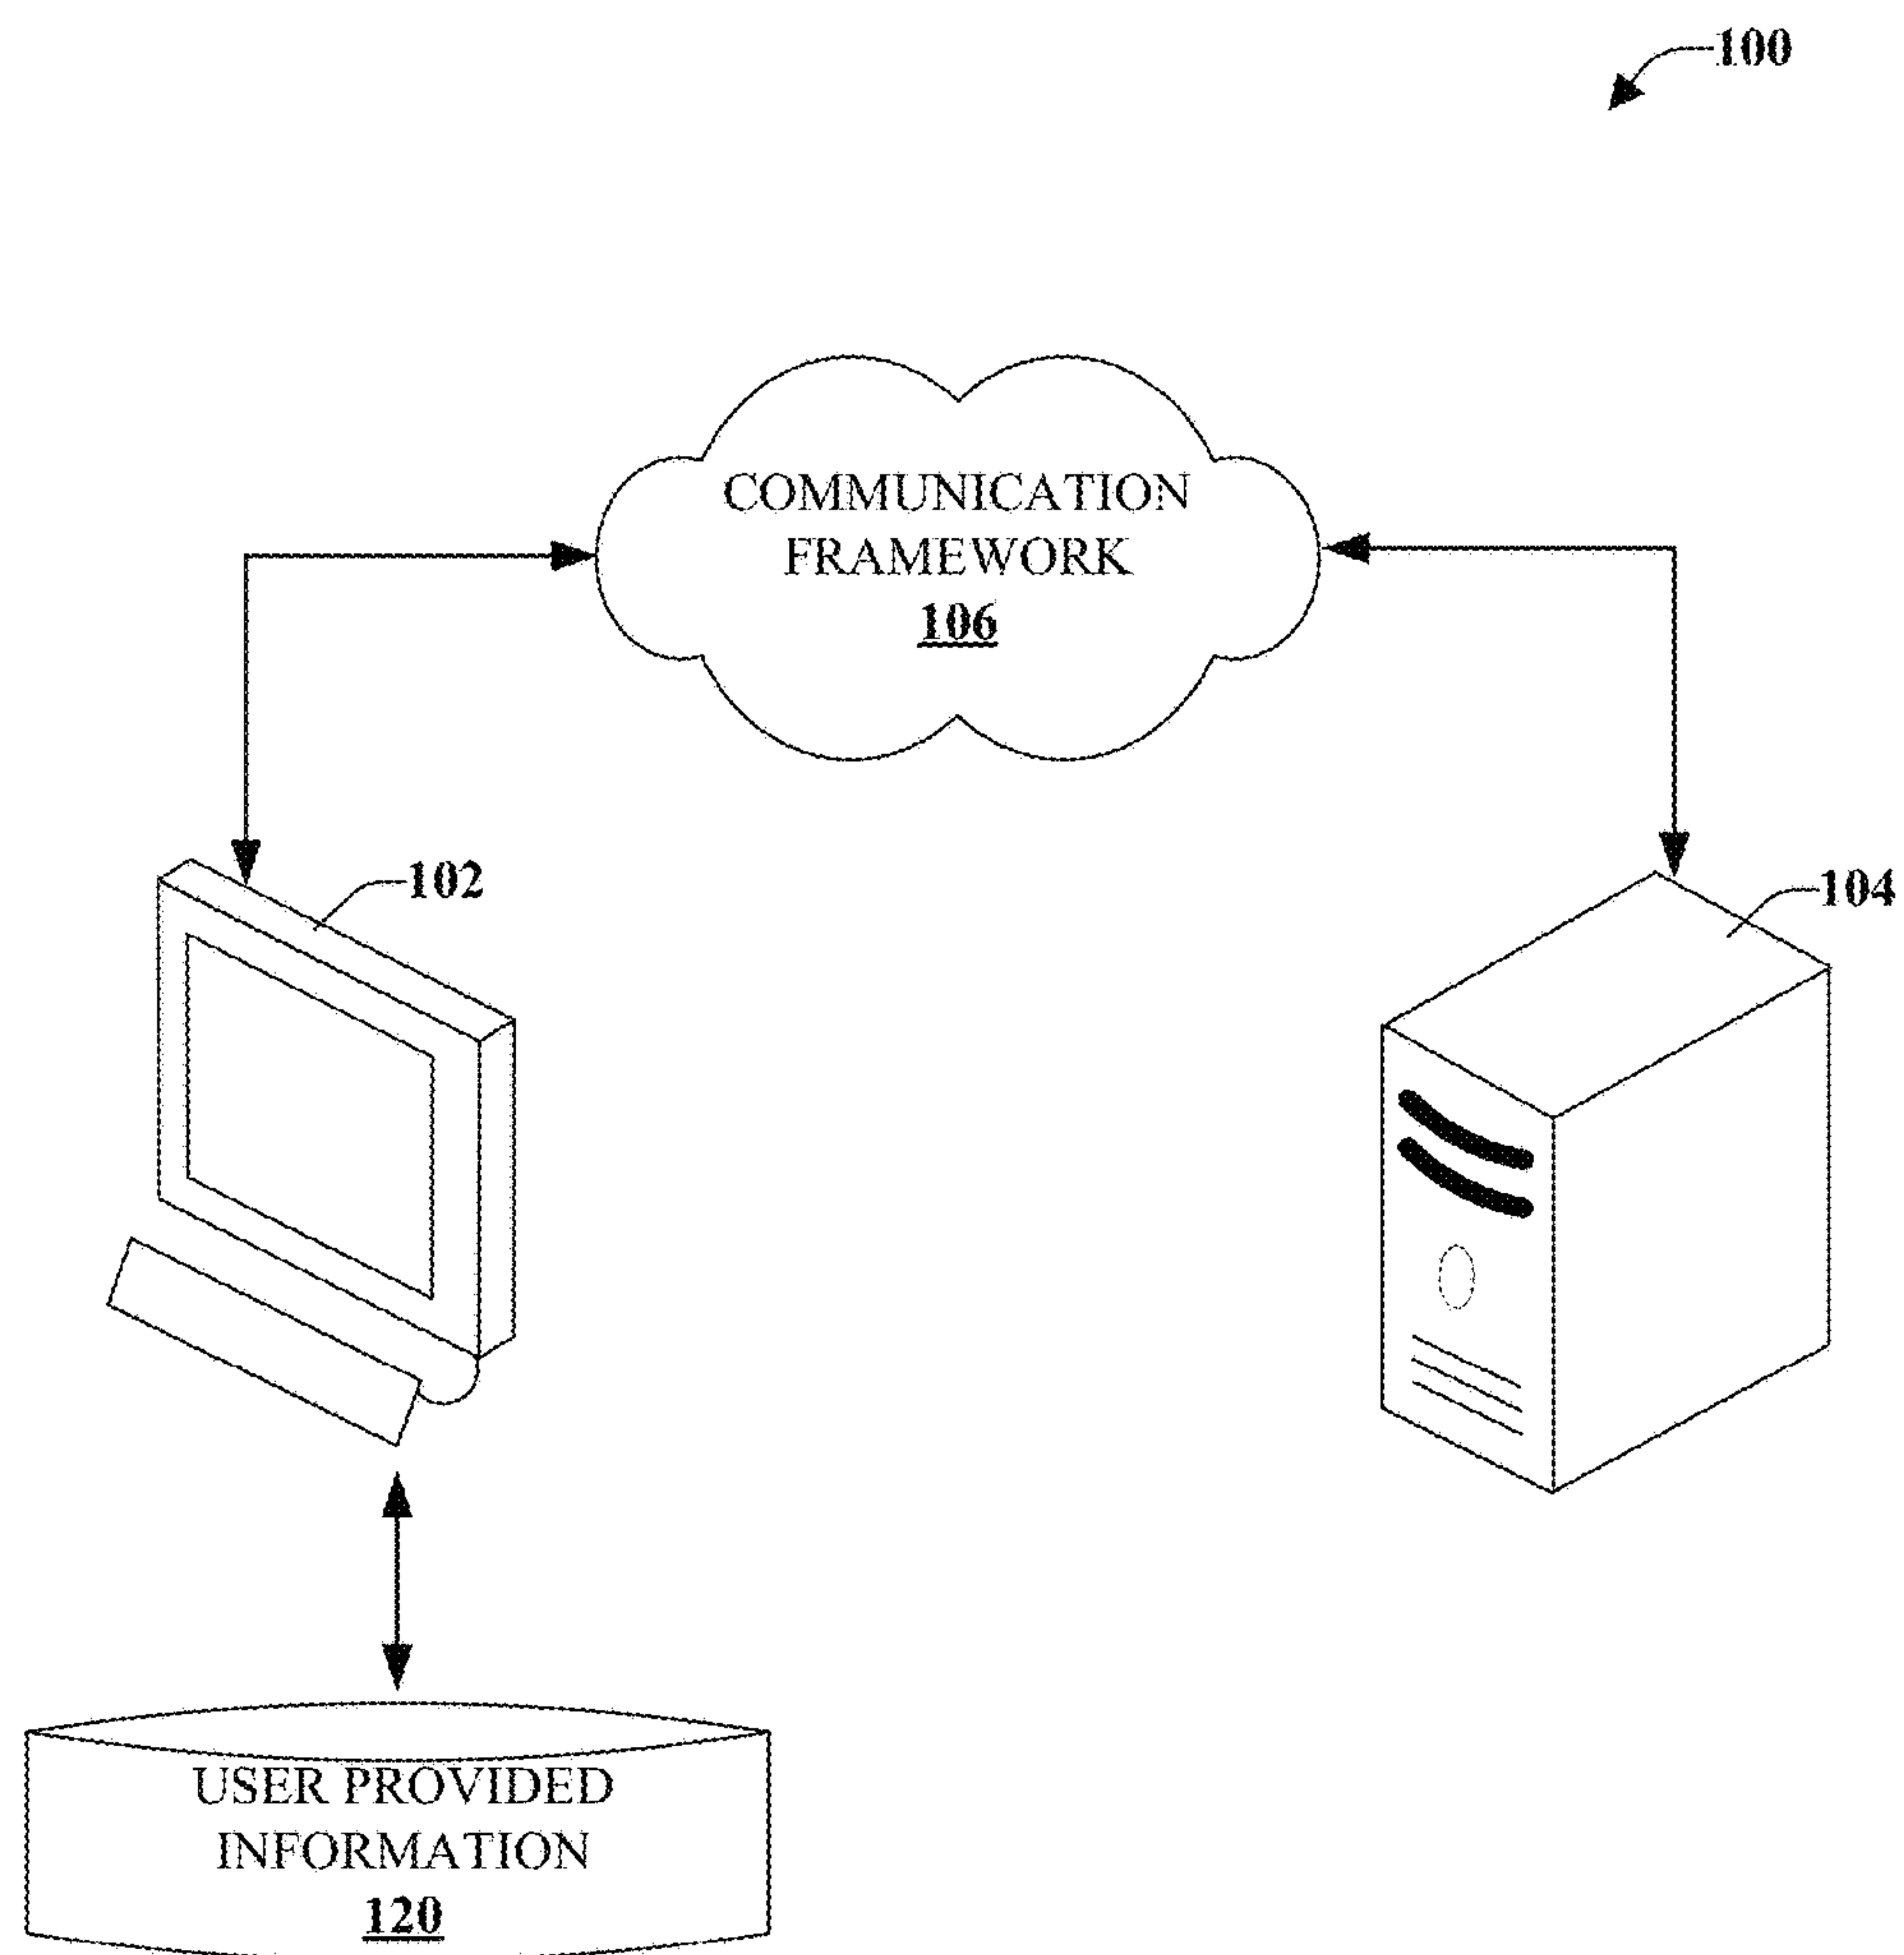 100
COMMUNICATION
FRAMEWORK
106
102
104
USER PROVIDED
INFORMATION
120